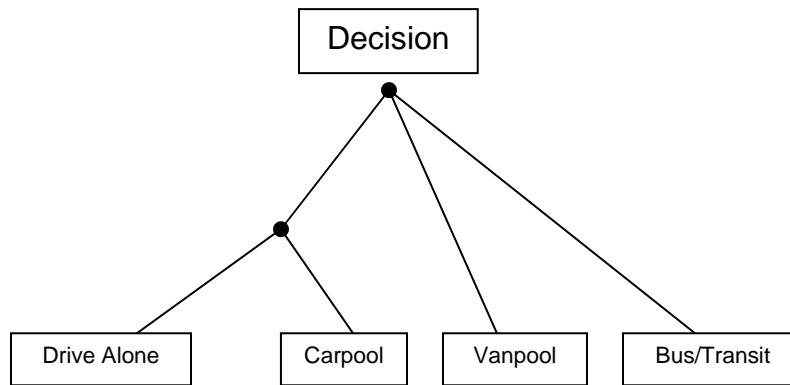 Decision
Drive Alone
Carpool
Vanpool
Bus/Transit